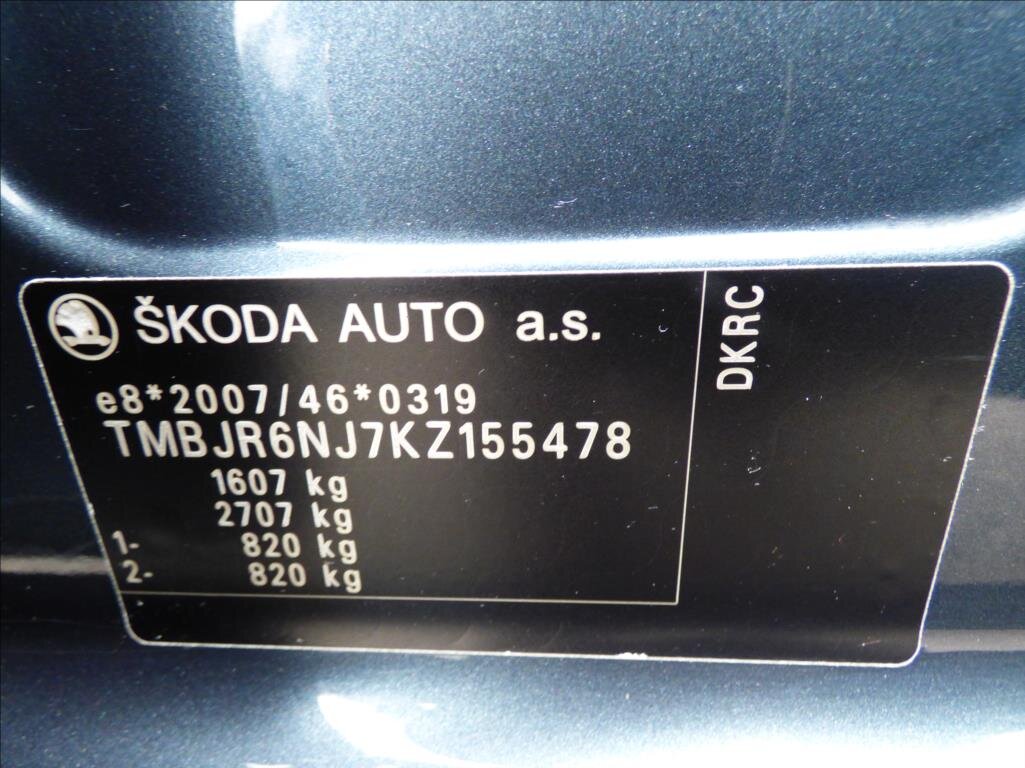 ŠKODA AUTO a.s.
e8*2007/46*0319
TMBJR6NJ7KZ155478
1607 kg
2707 kg
1- 820 kg
2- 820 kg
DKRC